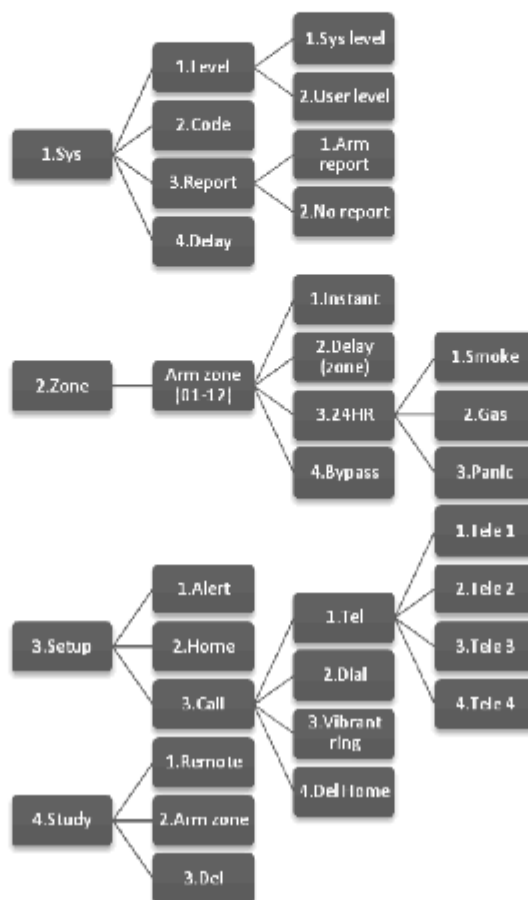 1.Sys
1.Level
1.Sys level
2.User level
2.Code
3.Report
1.Arm
report
2.No report
4.Delay
2.Zone
Arm zone
(01-12)
1.Instant
2.Delay
(zone)
3.24HR
1.Smoke
2.Gas
3.Panic
4.Bypass
3.Setup
1.Alert
2.Home
3.Call
1.Tel
1.Tele 1
2.Tele 2
3.Tele 3
4.Tele 4
2.Dial
3.Vibrant
ring
4.Del Home
4.Study
1.Remote
2.Arm zone
3.Del